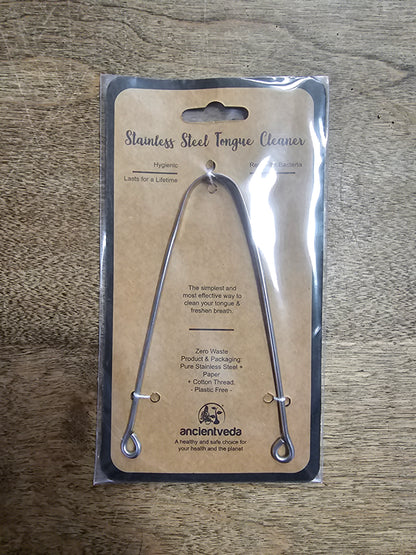 Stainless Steel Tongue Cleaner
Hygienic
Bacteria
Lasts for a Lifetime
The simplest and
most effective way to
clean your tongue &
freshen breath.
Zero Waste
Product & Packaging:
Pure Stainless Steel +
Paper
+ Cotton Thread.
- Plastic Free -
ancientveda
A healthy and safe choice for
your health and the planet